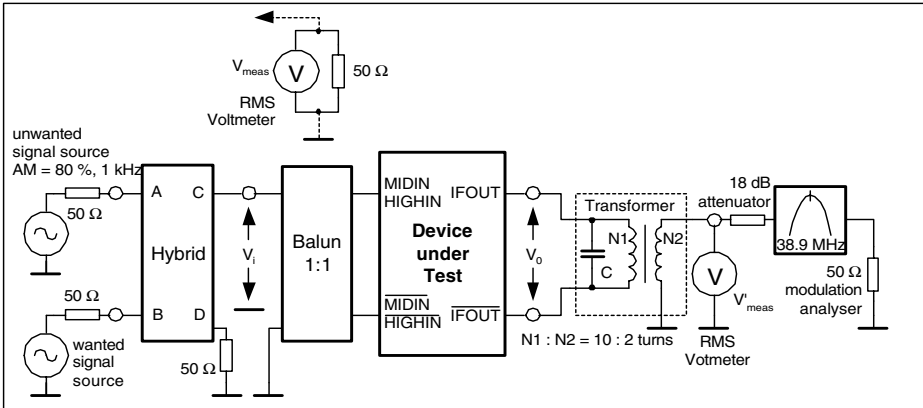 V
Vmeas
50 Ω
RMS
Voltmeter
unwanted
signal source
AM = 80 %, 1 kHz
50 Ω
A
C
Hybrid
B
D
50 Ω
50 Ω
wanted
signal
source
Vi
Balun
1:1
MIDIN
HIGHIN
IFOUT
Device
under
Test
MIDIN
HIGHIN
IFOUT
V0
Transformer
N1
N2
C
N1 : N2 = 10 : 2 turns
18 dB
attenuator
38.9 MHz
V
V'meas
RMS
Votmeter
50 Ω
modulation
analyser